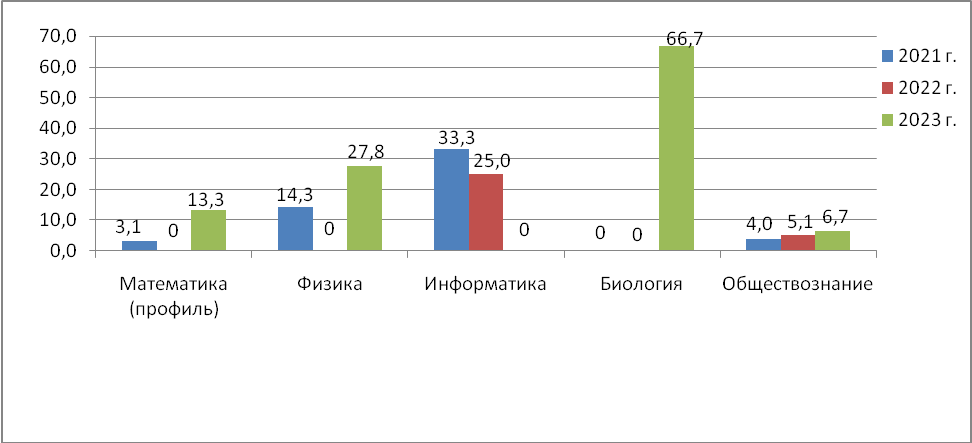 70,0
60,0
50,0
40,0
30,0
20,0
10,0
0,0
3,1
0
13,3
14,3
0
27,8
33,3
25,0
0
0
0
66,7
4,0
5,1
6,7
Математика
(профиль)
Физика
Информатика
Биология
Обществознание
2021 г.
2022 г.
2023 г.